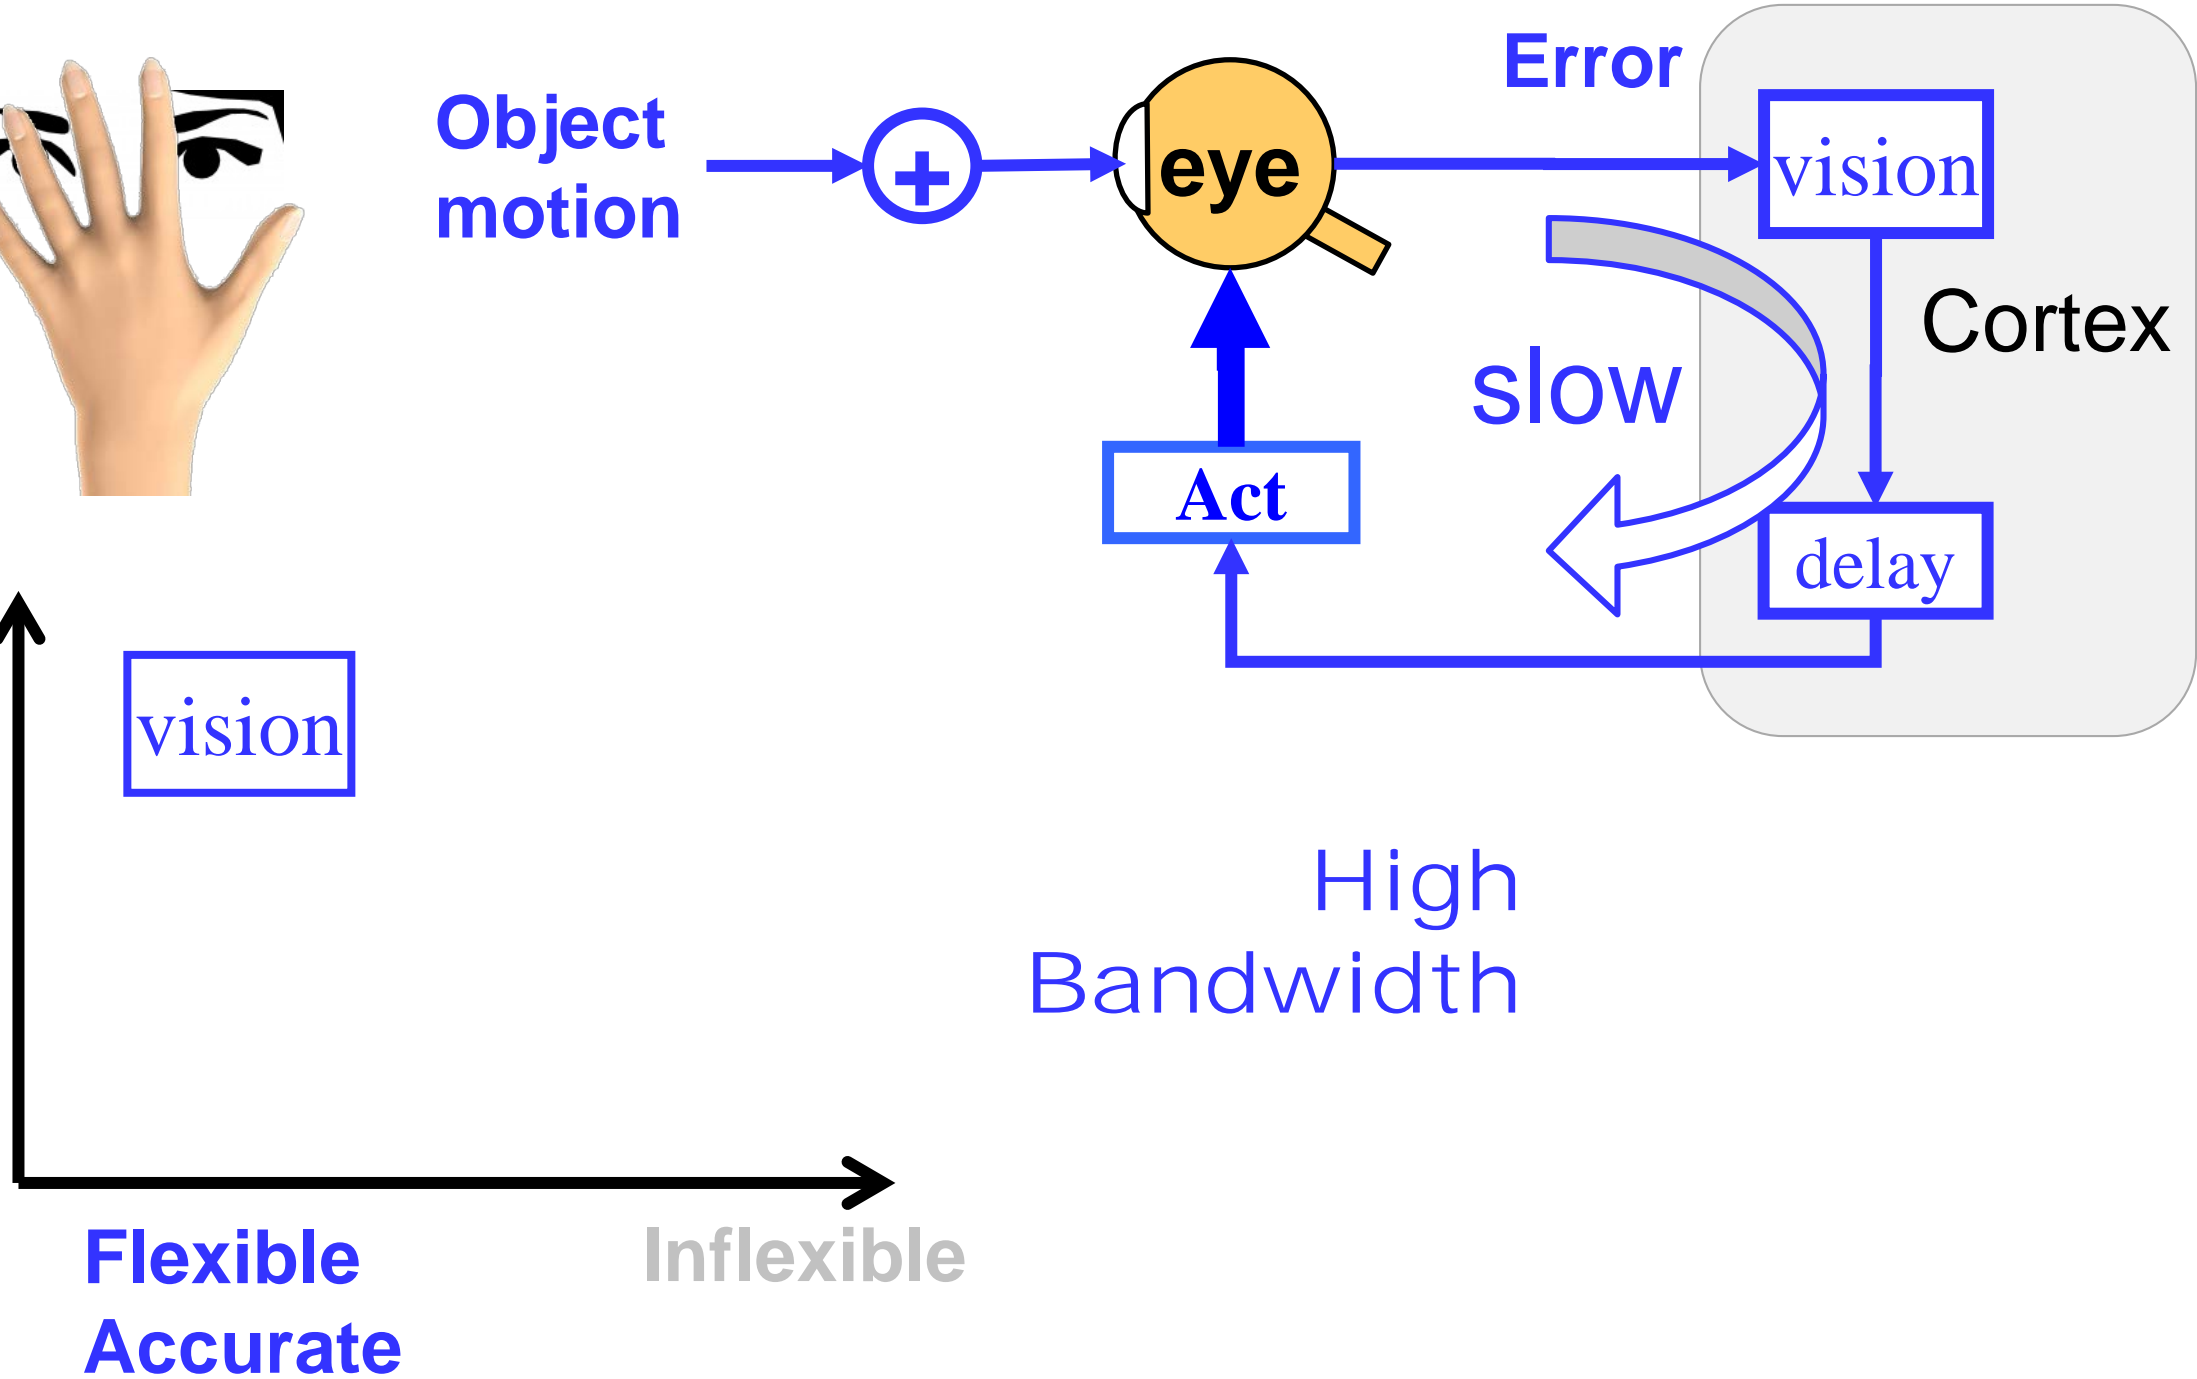 Error
Object
motion
+
eye
vision
Cortex
slow
Act
delay
vision
High
Bandwidth
Flexible
Inflexible
Accurate